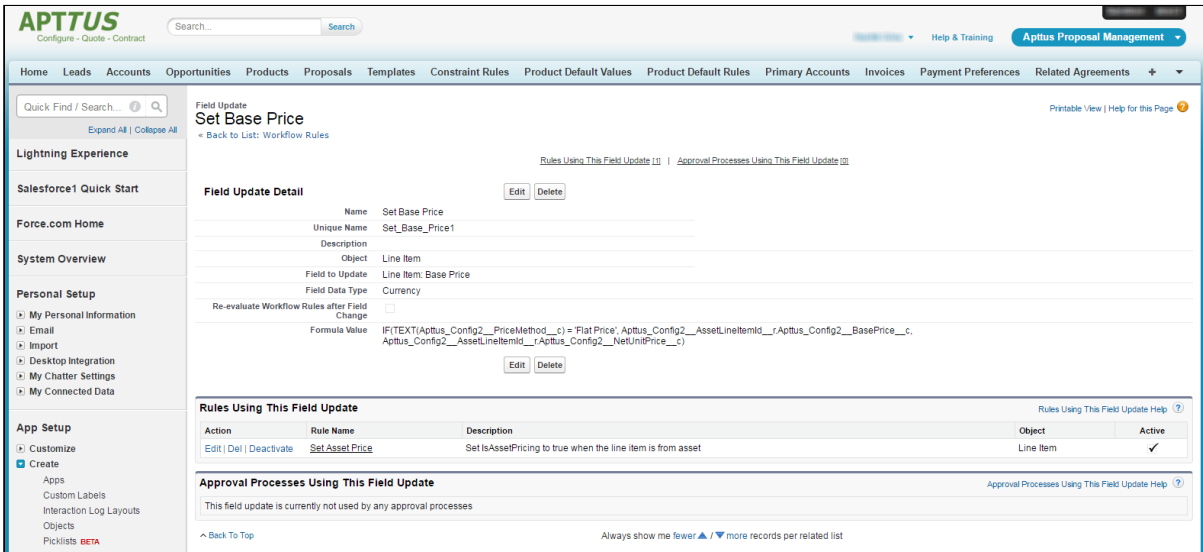 APTTUS
Configure - Quote - Contract
Search...
Search
Help & Training
Apttus Proposal Management
Home Leads Accounts Opportunities Products Proposals Templates Constraint Rules Product Default Values Product Default Rules Primary Accounts Invoices Payment Preferences Related Agreements +
Quick Find / Search...
Expand All | Collapse All
Lightning Experience
Salesforce1 Quick Start
Force.com Home
System Overview
Personal Setup
My Personal Information
Email
Import
Desktop Integration
My Chatter Settings
My Connected Data
App Setup
Customize
Create
Apps
Custom Labels
Interaction Log Layouts
Objects
Picklists BETA
Field Update
Set Base Price
« Back to List: Workflow Rules
Printable View | Help for this Page
Rules Using This Field Update [1] | Approval Processes Using This Field Update [0]
Field Update Detail
Edit Delete
Name Set Base Price
Unique Name Set_Base_Price1
Description
Object Line Item
Field to Update Line Item: Base Price
Field Data Type Currency
Re-evaluate Workflow Rules after Field
Change
Formula Value IF(TEXT(Apttus_Config2__PriceMethod__c) = 'Flat Price', Apttus_Config2__AssetLineItemId__r.Apttus_Config2__BasePrice__c,
Apttus_Config2__AssetLineItemId__r.Apttus_Config2__NetUnitPrice__c)
Edit Delete
Rules Using This Field Update
Rules Using This Field Update Help ?
Action Rule Name Description Object Active
Edit | Del | Deactivate Set Asset Price Set IsAssetPricing to true when the line item is from asset Line Item ✓
Approval Processes Using This Field Update
Approval Processes Using This Field Update Help ?
This field update is currently not used by any approval processes
^ Back To Top
Always show me fewer ▲ / ▼ more records per related list